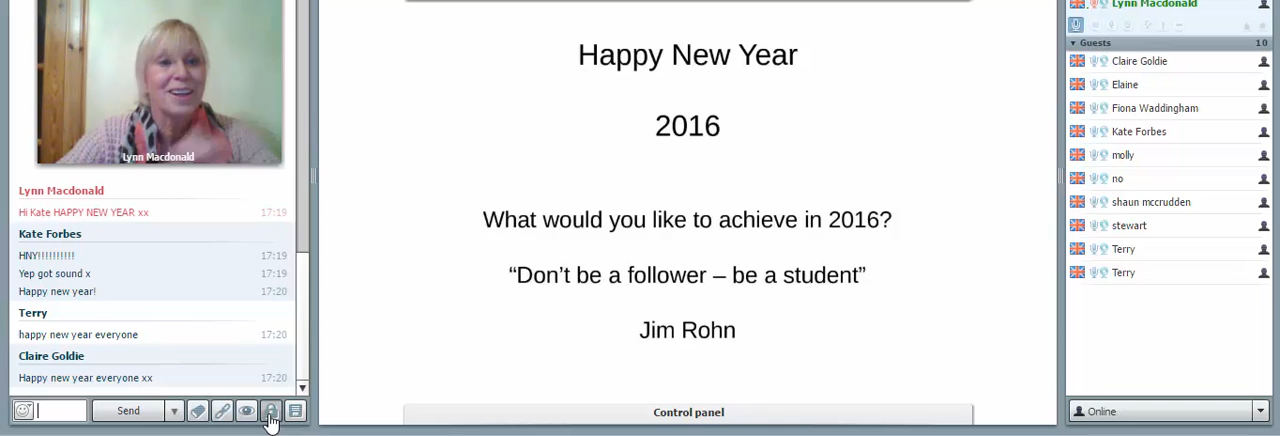 Lynn Macdonald
Lynn Macdonald
Hi Kate HAPPY NEW YEAR xx 17:19
Kate Forbes
HNY!!!!!!!!!! 17:19
Yep got sound x 17:19
Happy new year! 17:20
Terry
happy new year everyone 17:20
Claire Goldie
Happy new year everyone xx 17:20
Send
Happy New Year
2016
What would you like to achieve in 2016?
“Don’t be a follower – be a student”
Jim Rohn
Control panel
Lynn Macdonald
Guests 10
Claire Goldie
Elaine
Fiona Waddingham
Kate Forbes
molly
no
shaun mccrudden
stewart
Terry
Terry
Online